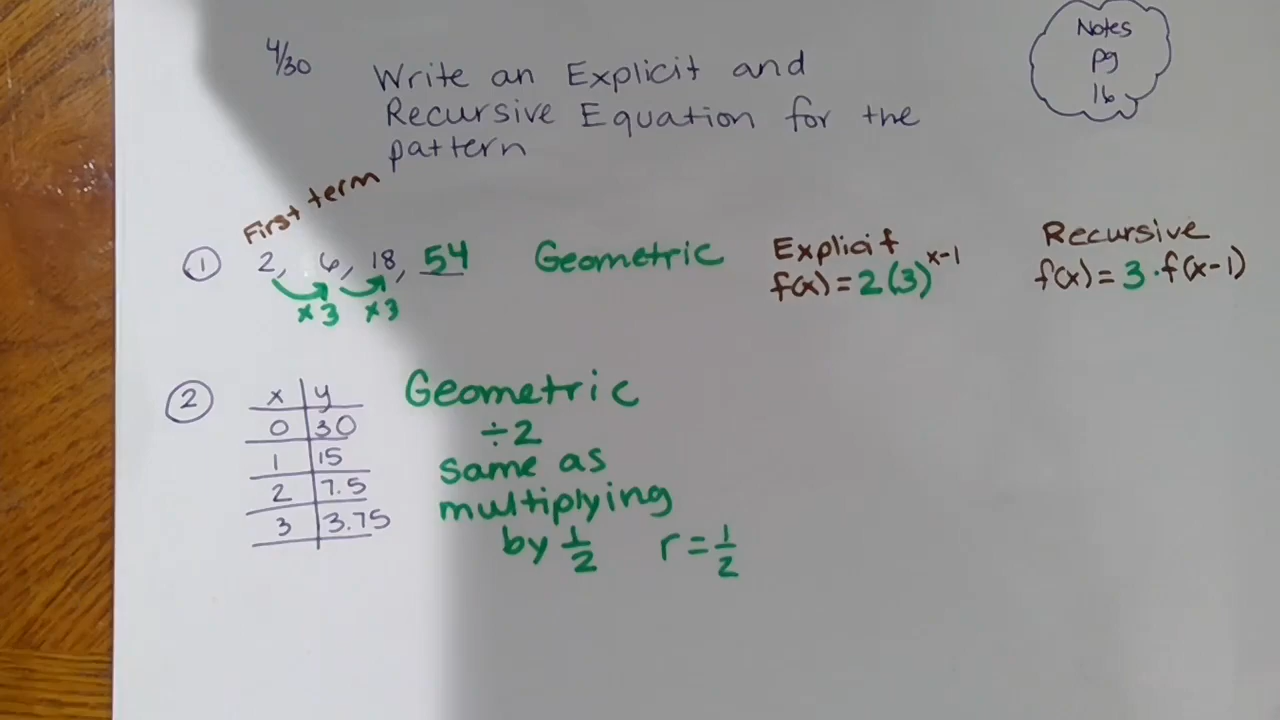 4/30
Write an Explicit and
Recursive Equation for the
pattern
Notes
pg
16
First term
① 2, 6, 18, 54 Geometric
×3 ×3
Explicit
f(x) = 2(3)^x-1
Recursive
f(x) = 3 · f(x-1)
② x y
0 30
1 15
2 7.5
3 3.75
Geometric
÷2
same as
multiplying
by 1/2 r = 1/2